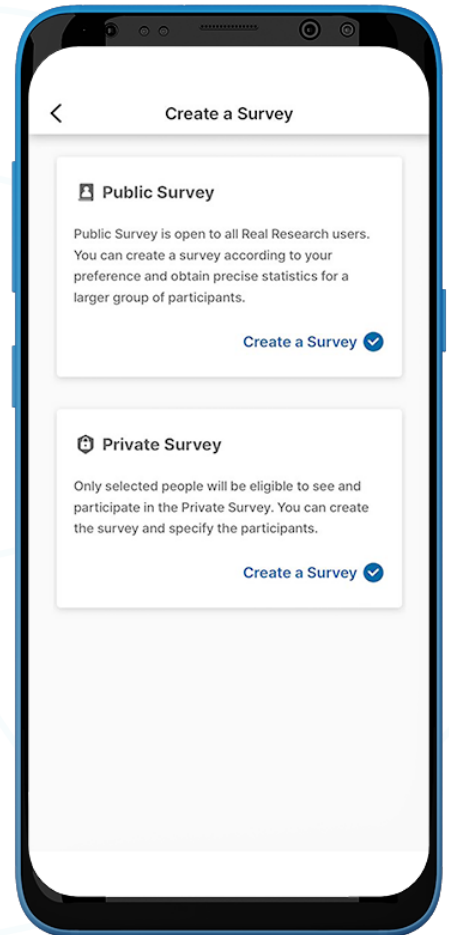 Create a Survey
Public Survey
Public Survey is open to all Real Research users.
You can create a survey according to your
preference and obtain precise statistics for a
larger group of participants.
Create a Survey
Private Survey
Only selected people will be eligible to see and
participate in the Private Survey. You can create
the survey and specify the participants.
Create a Survey